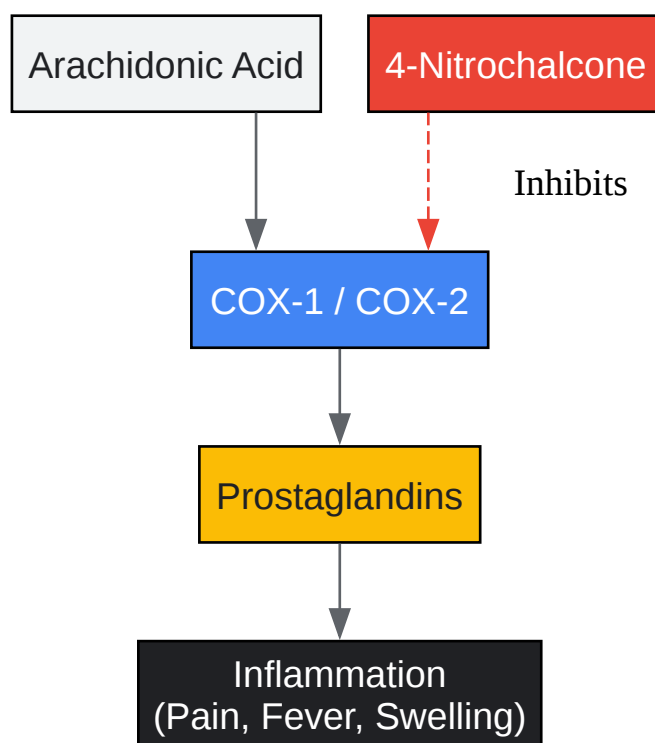 Arachidonic Acid
4-Nitrochalcone
Inhibits
COX-1 / COX-2
Prostaglandins
Inflammation
(Pain, Fever, Swelling)